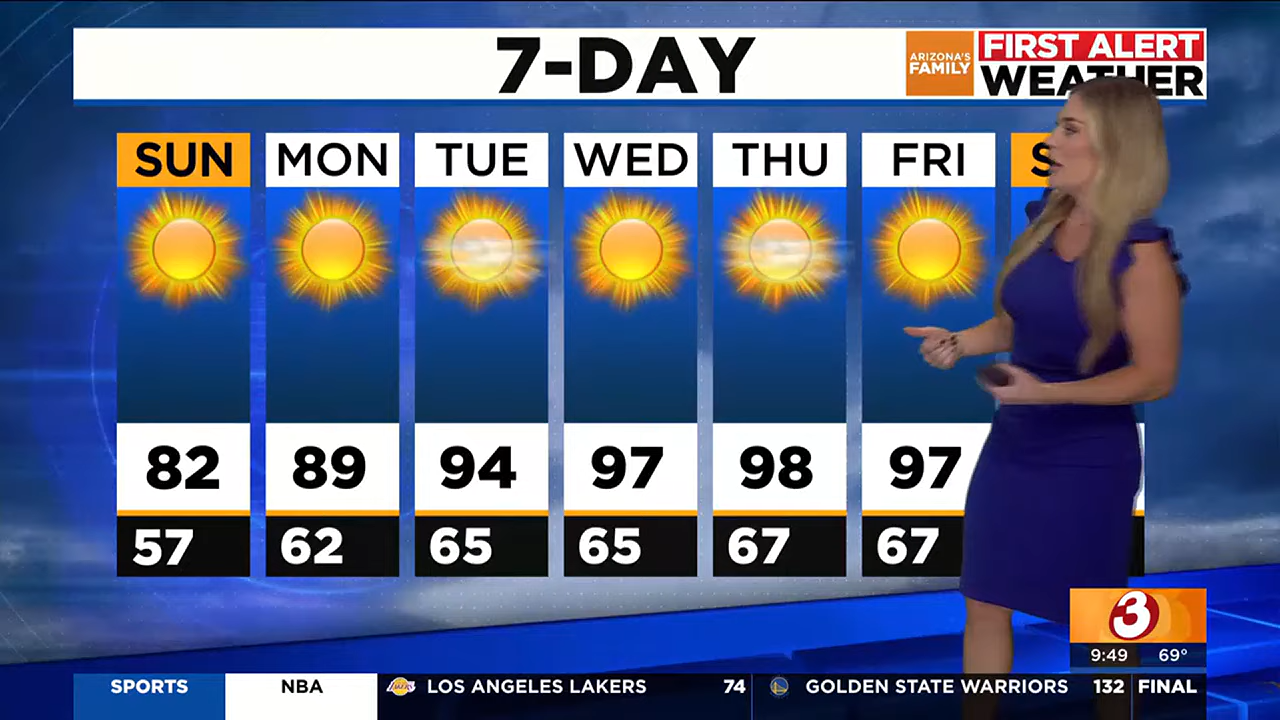 7-DAY
ARIZONA'S FAMILY
FIRST ALERT
WEATHER
SUN MON TUE WED THU FRI S
82 89 94 97 98 97
57 62 65 65 67 67
3
9:49 69°
SPORTS NBA LOS ANGELES LAKERS 74 GOLDEN STATE WARRIORS 132 FINAL